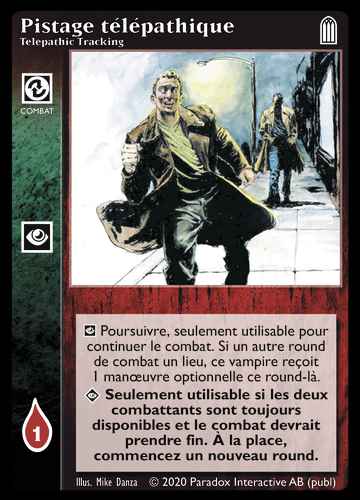 Pistage télépathique
Telepathic Tracking
COMBAT
Poursuivre, seulement utilisable pour
continuer le combat. Si un autre round
de combat un lieu, ce vampire reçoit
1 manœuvre optionnelle ce round-là.
Seulement utilisable si les deux
combattants sont toujours
disponibles et le combat devrait
prendre fin. À la place,
commencez un nouveau round.
1
Illus. Mike Danza © 2020 Paradox Interactive AB (publ)